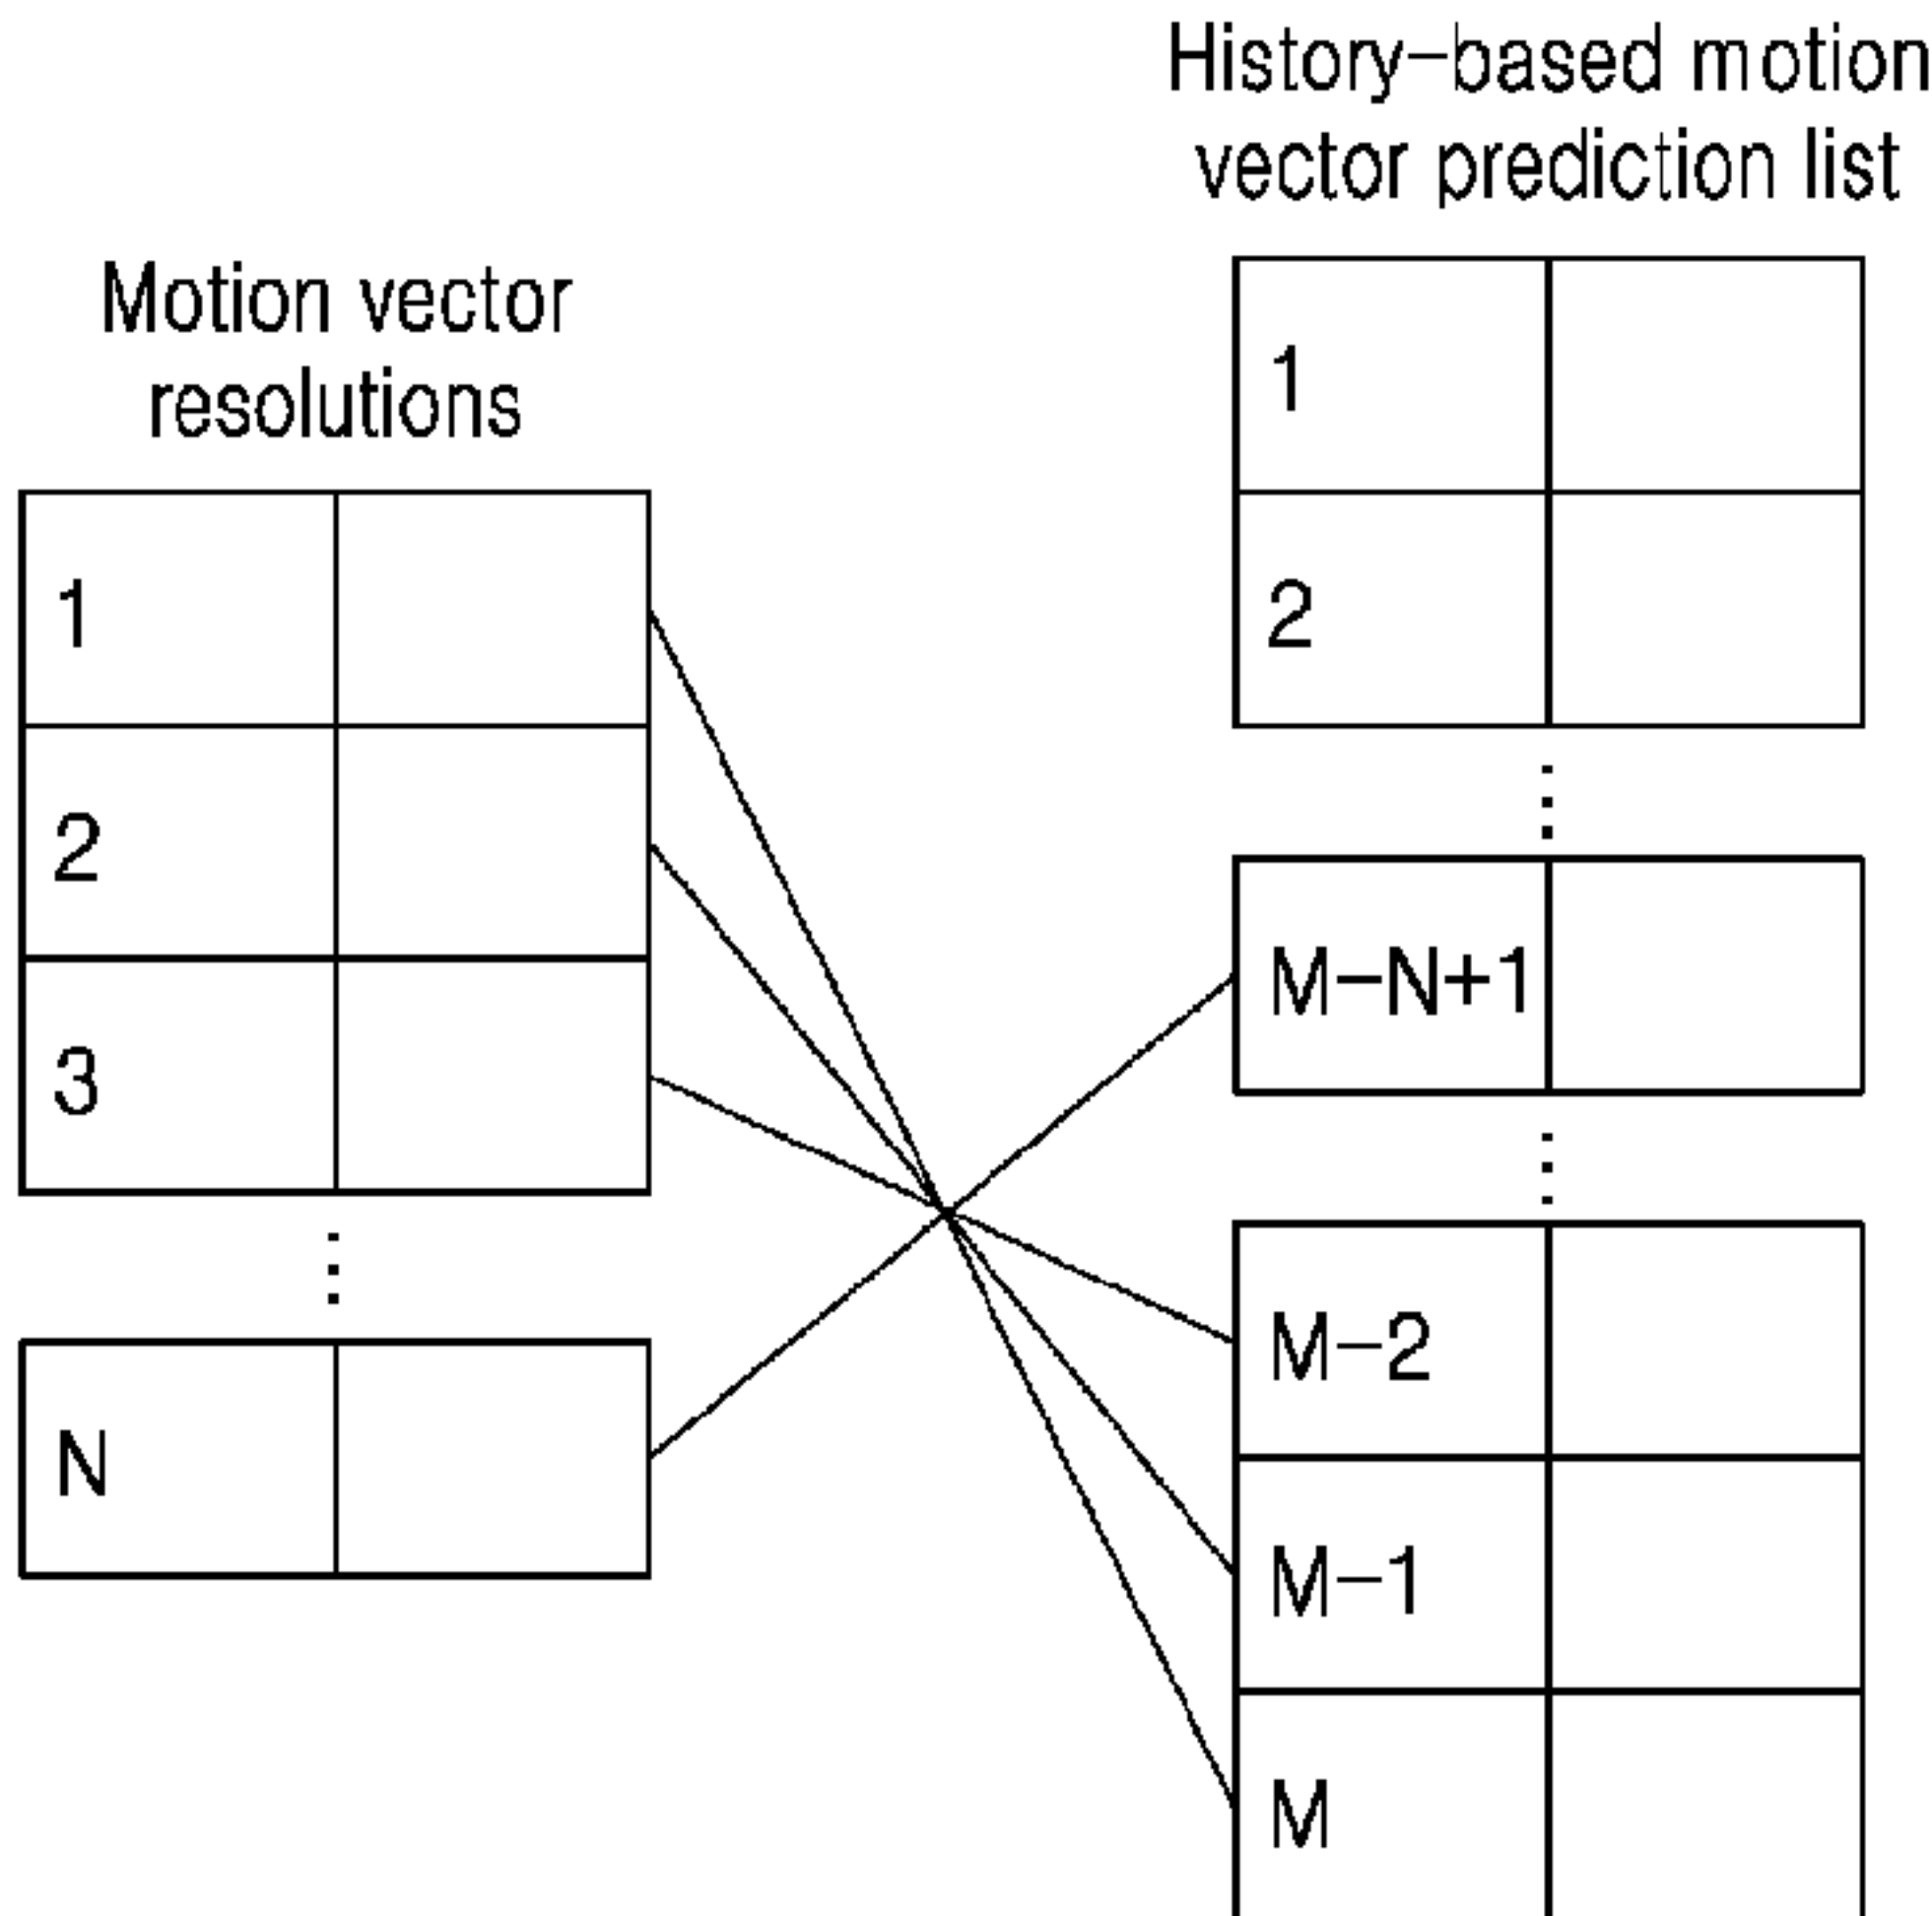 History-based motion
vector prediction list
Motion vector
resolutions
1
2
3
N
1
2
M-N+1
M-2
M-1
M